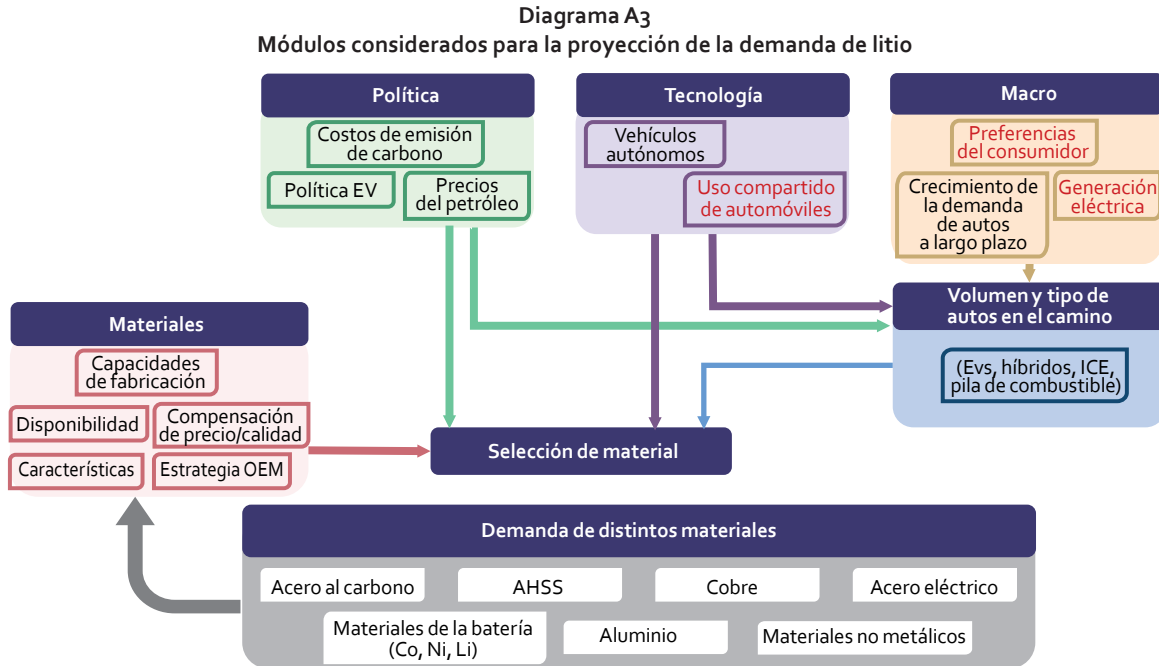 Diagrama A3
Módulos considerados para la proyección de la demanda de litio
Política
Costos de emisión
de carbono
Política EV
Precios
del petróleo
Tecnología
Vehículos
autónomos
Uso compartido
de automóviles
Macro
Preferencias
del consumidor
Crecimiento de
la demanda
de autos
a largo plazo
Generación
eléctrica
Volumen y tipo de
autos en el camino
(Evs, híbridos, ICE,
pila de combustible)
Materiales
Capacidades
de fabricación
Disponibilidad
Compensación
de precio/calidad
Características
Estrategia OEM
Selección de material
Demanda de distintos materiales
Acero al carbono
AHSS
Cobre
Acero eléctrico
Materiales de la batería
(Co, Ni, Li)
Aluminio
Materiales no metálicos